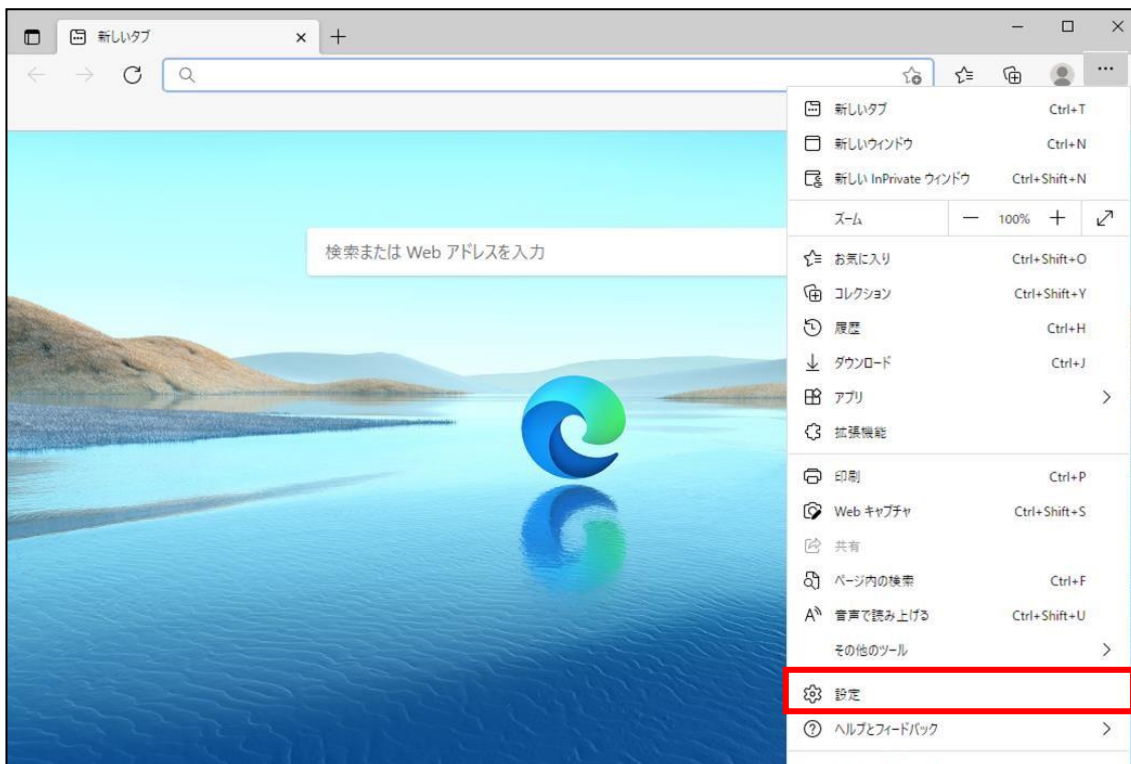 新しいタブ
新しいタブ Ctrl+T
新しいウィンドウ Ctrl+N
新しい InPrivate ウィンドウ Ctrl+Shift+N
ズーム 100%
検索または Web アドレスを入力
お気に入り Ctrl+Shift+O
コレクション Ctrl+Shift+Y
履歴 Ctrl+H
ダウンロード Ctrl+J
アプリ
拡張機能
印刷 Ctrl+P
Web キャプチャ Ctrl+Shift+S
共有
ページ内の検索 Ctrl+F
音声で読み上げる Ctrl+Shift+U
その他のツール
設定
ヘルプとフィードバック